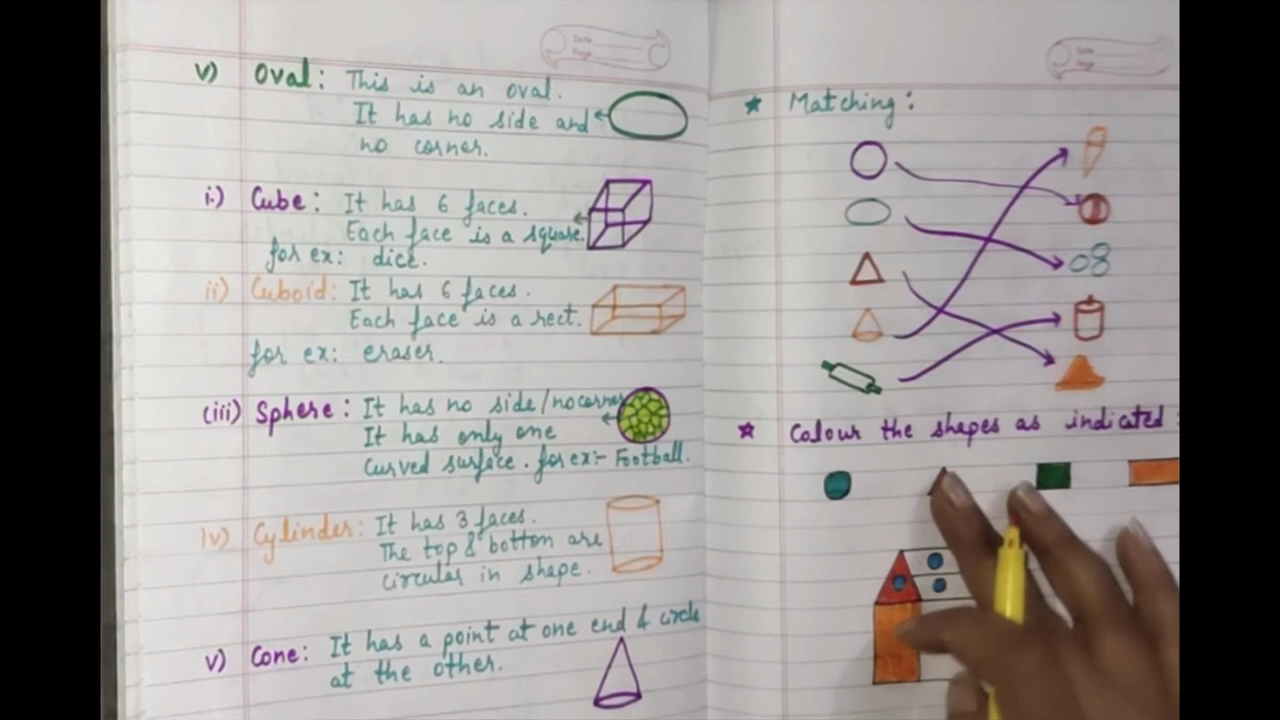 Date
Page
v) Oval: This is an oval.
It has no side and
no corner.
i.) Cube: It has 6 faces.
Each face is a square.
for ex: dice.
ii) Cuboid: It has 6 faces.
Each face is a rect.
for ex: eraser.
(iii) Sphere: It has no side/no corner
It has only one
curved surface. for ex:- Football.
iv) Cylinder: It has 3 faces.
The top & bottom are
circular in shape.
v) Cone: It has a point at one end & circle
at the other.
Date
Page
Matching:
Colour the shapes as indicated: